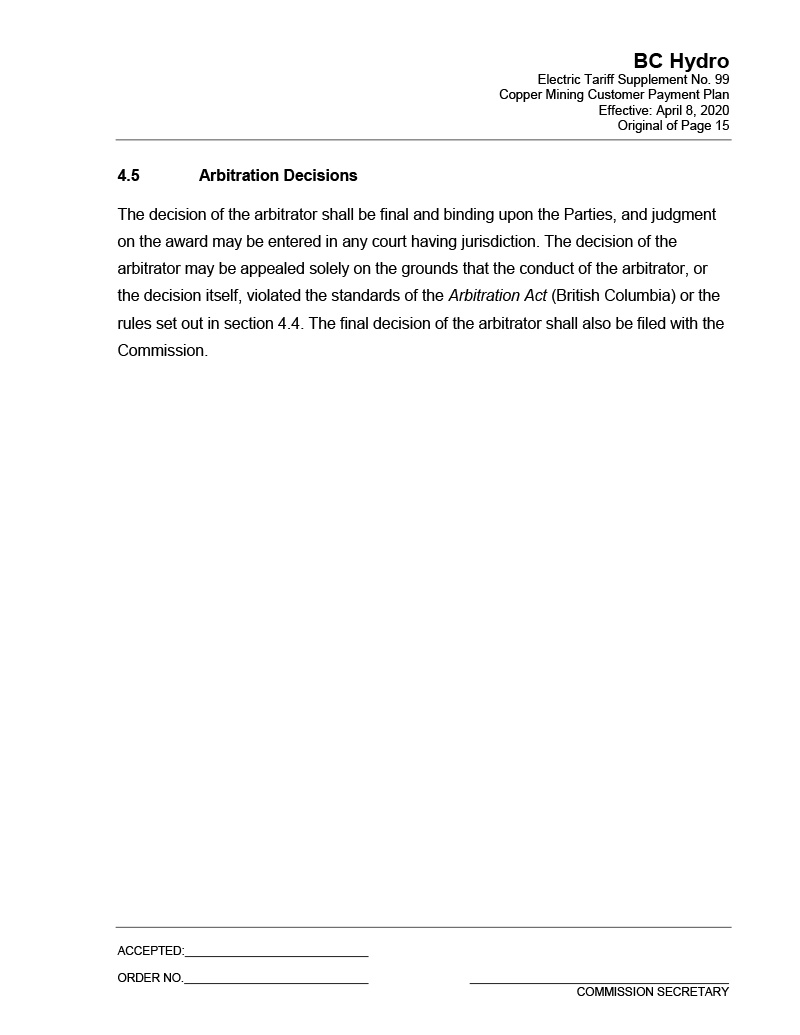 BC Hydro
Electric Tariff Supplement No. 99
Copper Mining Customer Payment Plan
Effective: April 8, 2020
Original of Page 15
4.5 Arbitration Decisions
The decision of the arbitrator shall be final and binding upon the Parties, and judgment
on the award may be entered in any court having jurisdiction. The decision of the
arbitrator may be appealed solely on the grounds that the conduct of the arbitrator, or
the decision itself, violated the standards of the Arbitration Act (British Columbia) or the
rules set out in section 4.4. The final decision of the arbitrator shall also be filed with the
Commission.
ACCEPTED:
ORDER NO.
COMMISSION SECRETARY